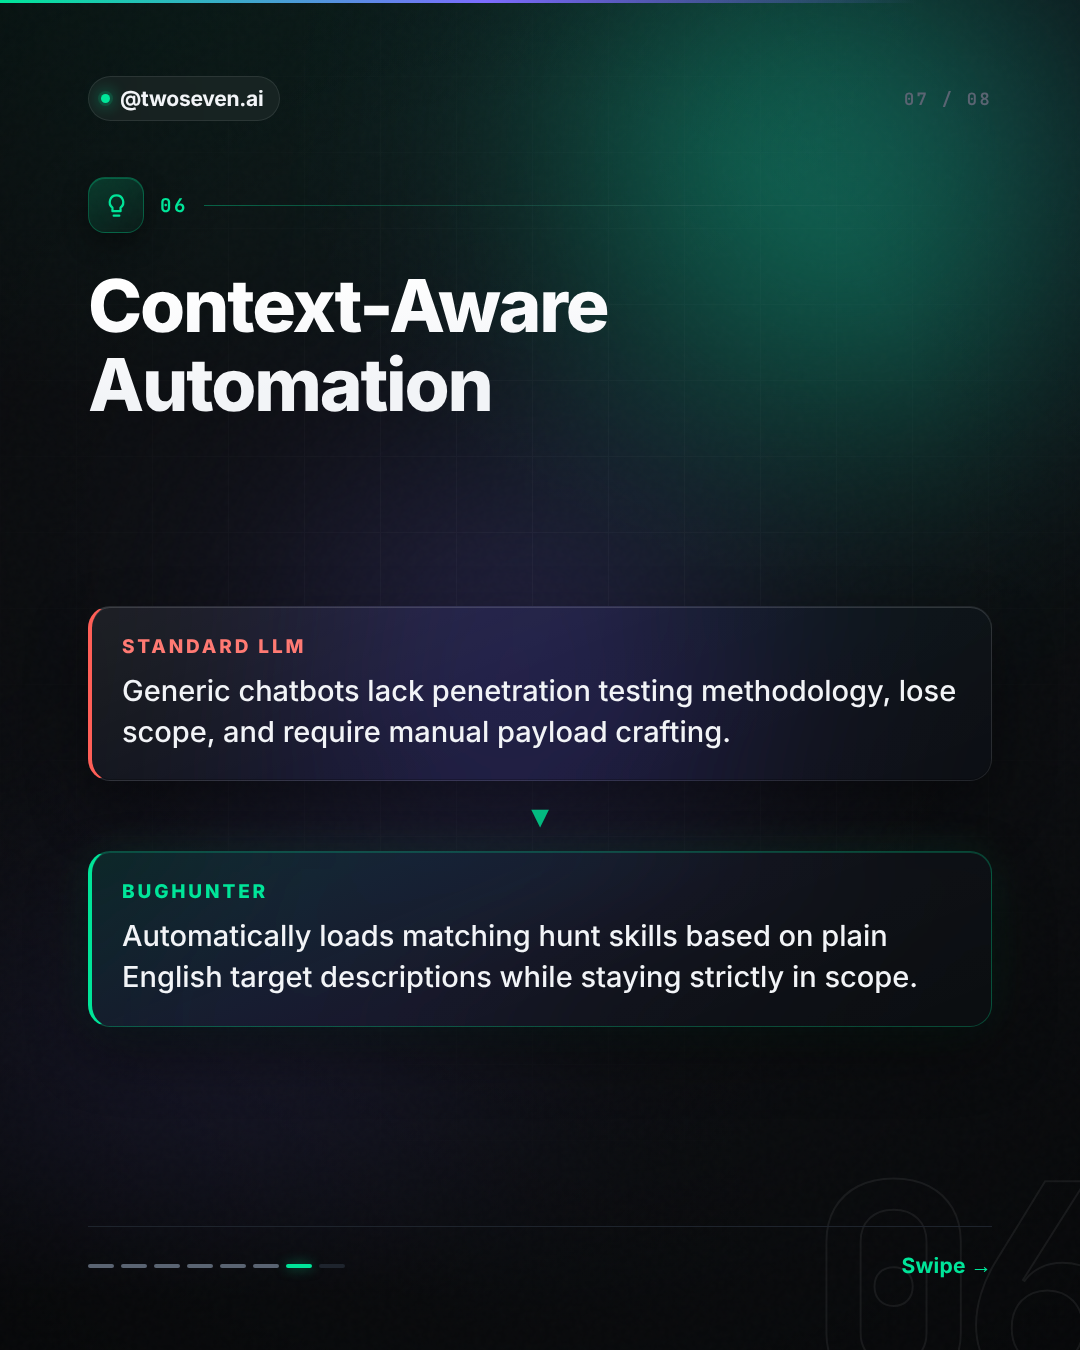 @twoseven.ai
07 / 08
06
Context-Aware
Automation
STANDARD LLM
Generic chatbots lack penetration testing methodology, lose
scope, and require manual payload crafting.
▼
BUGHUNTER
Automatically loads matching hunt skills based on plain
English target descriptions while staying strictly in scope.
Swipe →
06